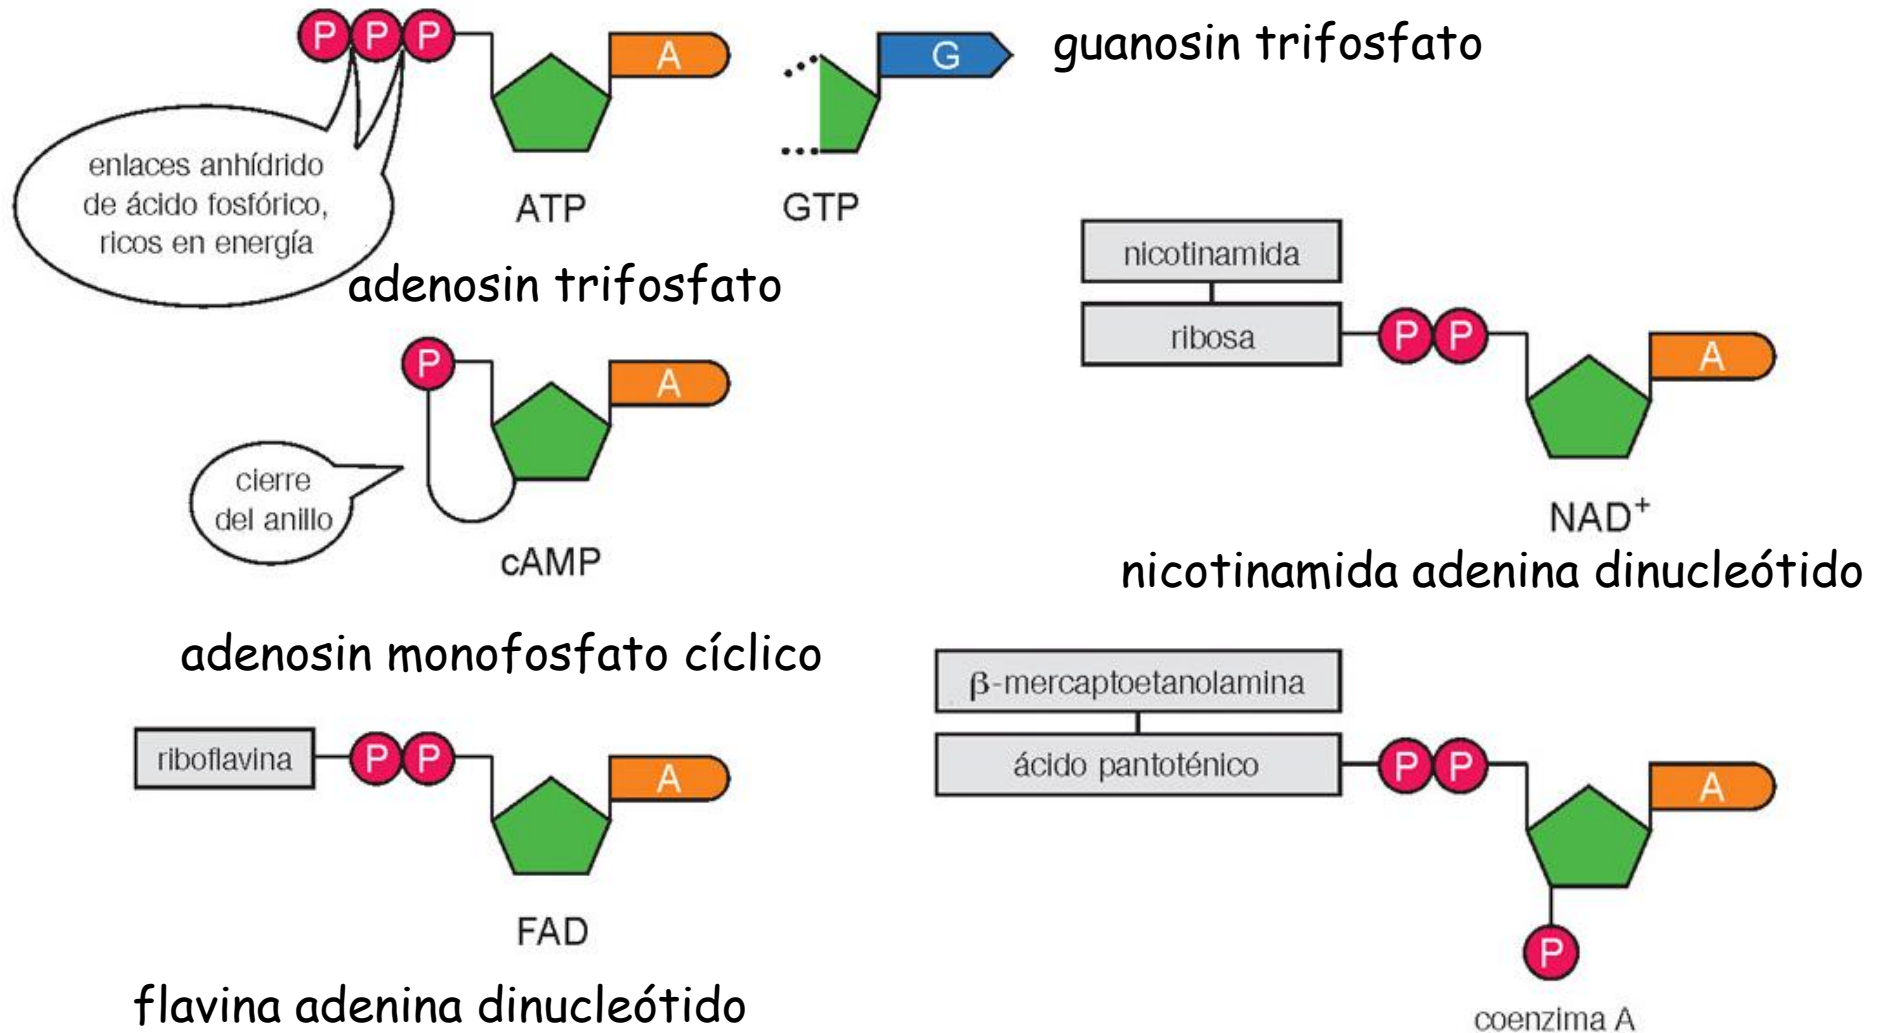 P P P A
G
guanosin trifosfato
enlaces anhídrido
de ácido fosfórico,
ricos en energía
ATP
GTP
adenosin trifosfato
P A
cierre
del anillo
cAMP
adenosin monofosfato cíclico
nicotinamida
ribosa
P P A
NAD⁺
nicotinamida adenina dinucleótido
riboflavina
P P A
FAD
flavina adenina dinucleótido
β-mercaptoetanolamina
ácido pantoténico
P P A
P
coenzima A